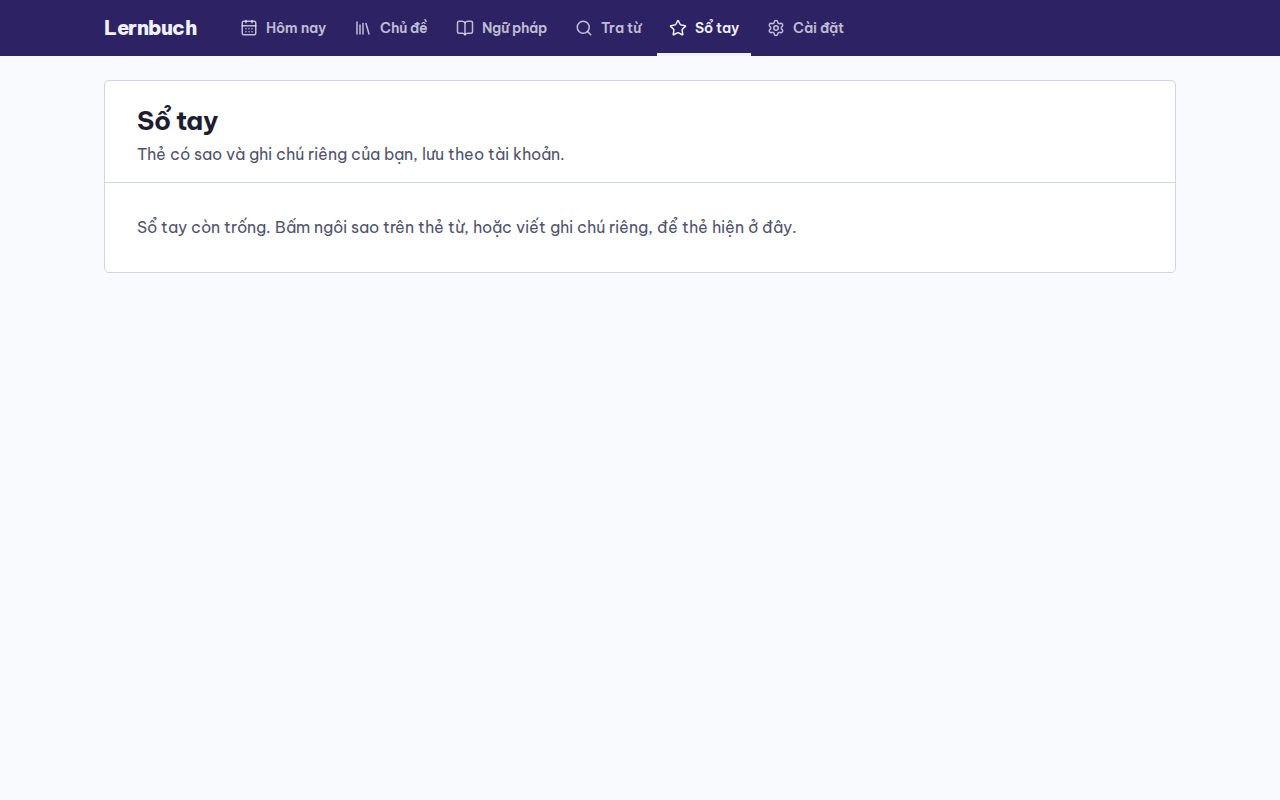 Lernbuch
Hôm nay
Chủ đề
Ngữ pháp
Tra từ
Sổ tay
Cài đặt
Sổ tay
Thẻ có sao và ghi chú riêng của bạn, lưu theo tài khoản.
Sổ tay còn trống. Bấm ngôi sao trên thẻ từ, hoặc viết ghi chú riêng, để thẻ hiện ở đây.